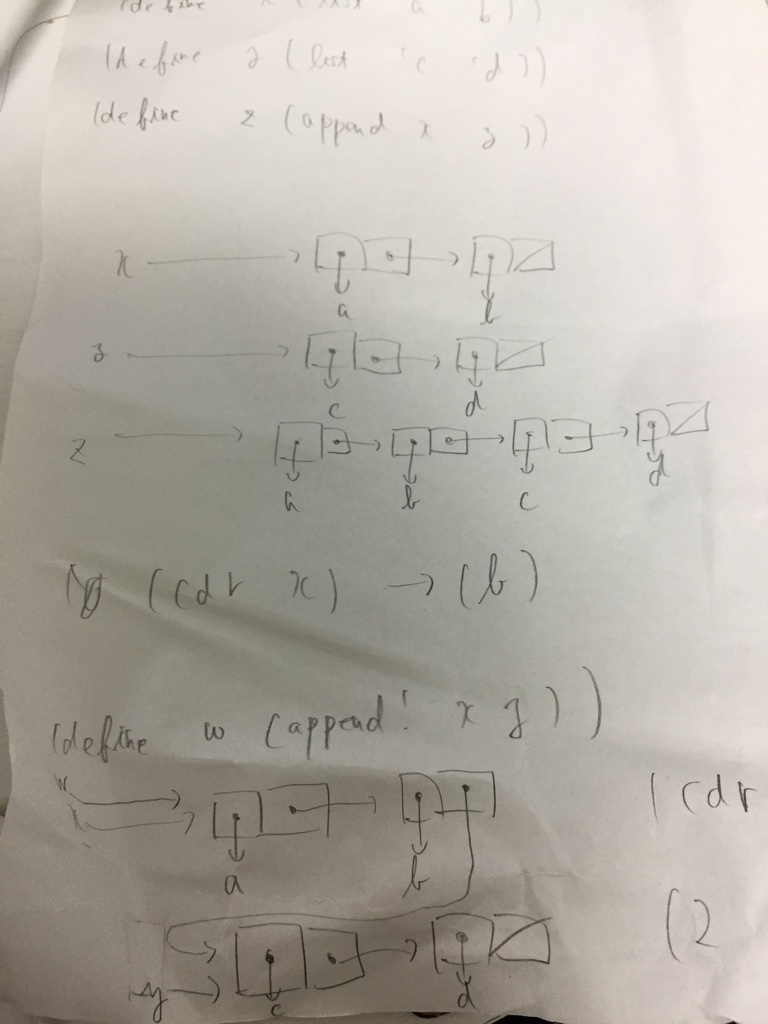 (define x (list 'a 'b))
(define y (list 'c 'd))
(define z (append x y))
x
a b
y
c d
z
a b c d
(cdr x) → (b)
(define w (append! x y))
w
x
a b
(cdr
(2
y
c d